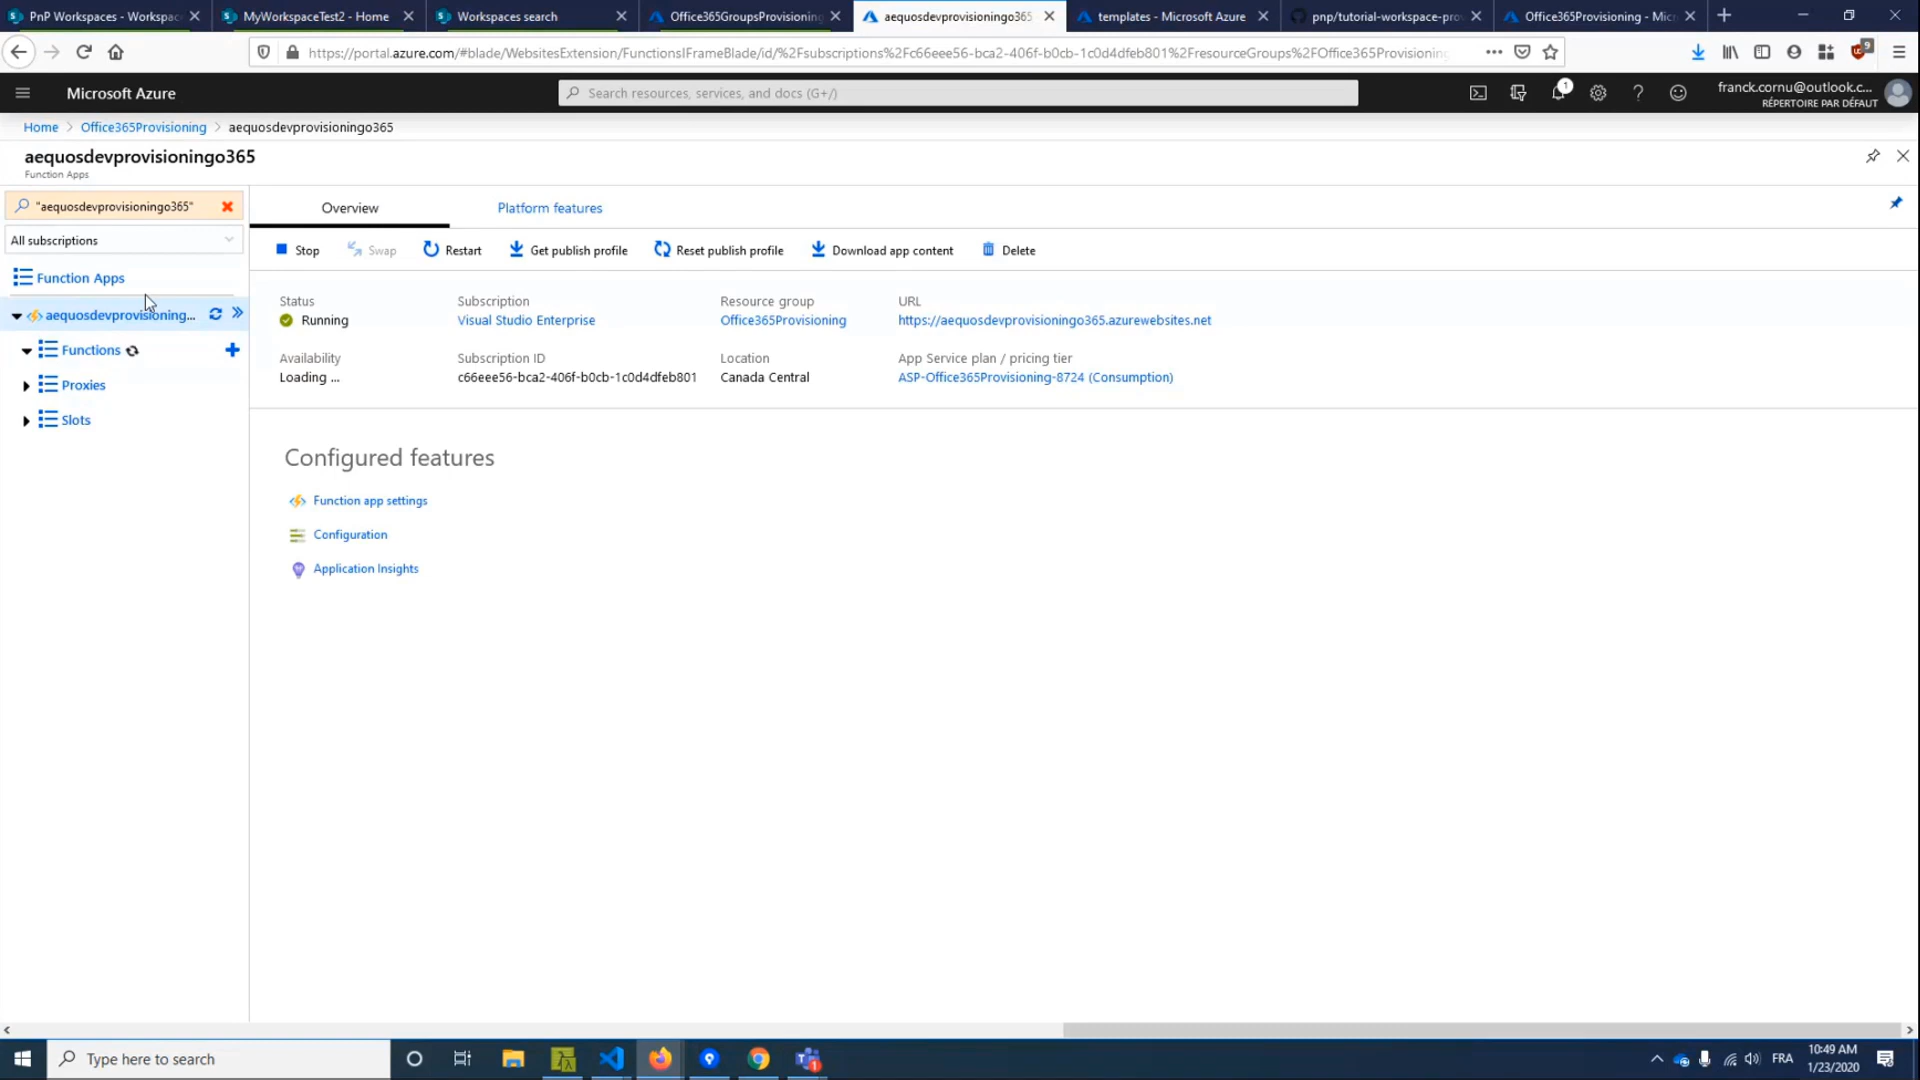 PnP Workspaces - Workspac
MyWorkspaceTest2 - Home
Workspaces search
Office365GroupsProvisioning
aequosdevprovisioningo365
templates - Microsoft Azure
pnp/tutorial-workspace-pro
Office365Provisioning - Micr
https://portal.azure.com/#blade/WebsitesExtension/FunctionsIFrameBlade/id/%2Fsubscriptions%2Fc66eee56-bca2-406f-b0cb-1c0d4dfeb801%2FresourceGroups%2FOffice365Provisioning
9
Microsoft Azure
Search resources, services, and docs (G+/)
1
franck.cornu@outlook.c...
RÉPERTOIRE PAR DÉFAUT
Home > Office365Provisioning > aequosdevprovisioningo365
aequosdevprovisioningo365
Function Apps
"aequosdevprovisioningo365"
All subscriptions
Function Apps
aequosdevprovisioning...
Functions
Proxies
Slots
Overview
Platform features
Stop
Swap
Restart
Get publish profile
Reset publish profile
Download app content
Delete
Status
Running
Subscription
Visual Studio Enterprise
Resource group
Office365Provisioning
URL
https://aequosdevprovisioningo365.azurewebsites.net
Availability
Loading ...
Subscription ID
c66eee56-bca2-406f-b0cb-1c0d4dfeb801
Location
Canada Central
App Service plan / pricing tier
ASP-Office365Provisioning-8724 (Consumption)
Configured features
Function app settings
Configuration
Application Insights
Type here to search
FRA
10:49 AM
1/23/2020